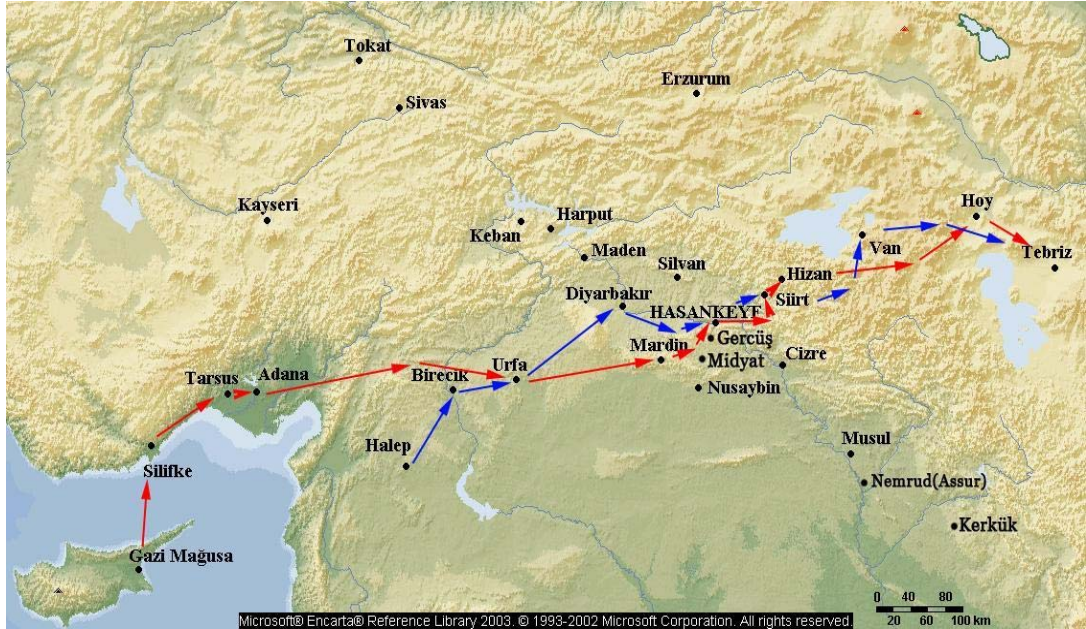 Tokat
Erzurum
Sivas
Kayseri
Hoy
Harput
Keban
Van
Maden
Tebriz
Silvan
Hizan
Diyarbakır
Siirt
HASANKEYF
Gercüş
Mardin
Midyat
Cizre
Urfa
Birecik
Tarsus
Adana
Nusaybin
Halep
Musul
Silifke
Nemrud(Assur)
Kerkük
Gazi Mağusa
0 40 80
20 60 100 km
Microsoft® Encarta® Reference Library 2003. © 1993-2002 Microsoft Corporation. All rights reserved.